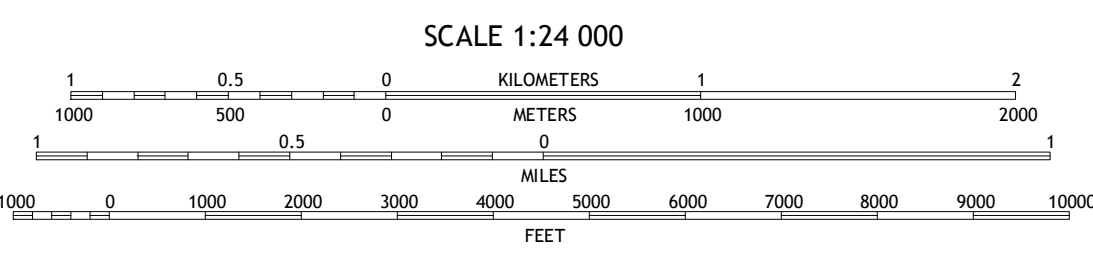 SCALE 1:24 000
1 0.5 0 KILOMETERS 1 2
1000 500 0 METERS 1000 2000
1 0.5 0 1
MILES
1000 0 1000 2000 3000 4000 5000 6000 7000 8000 9000 10000
FEET